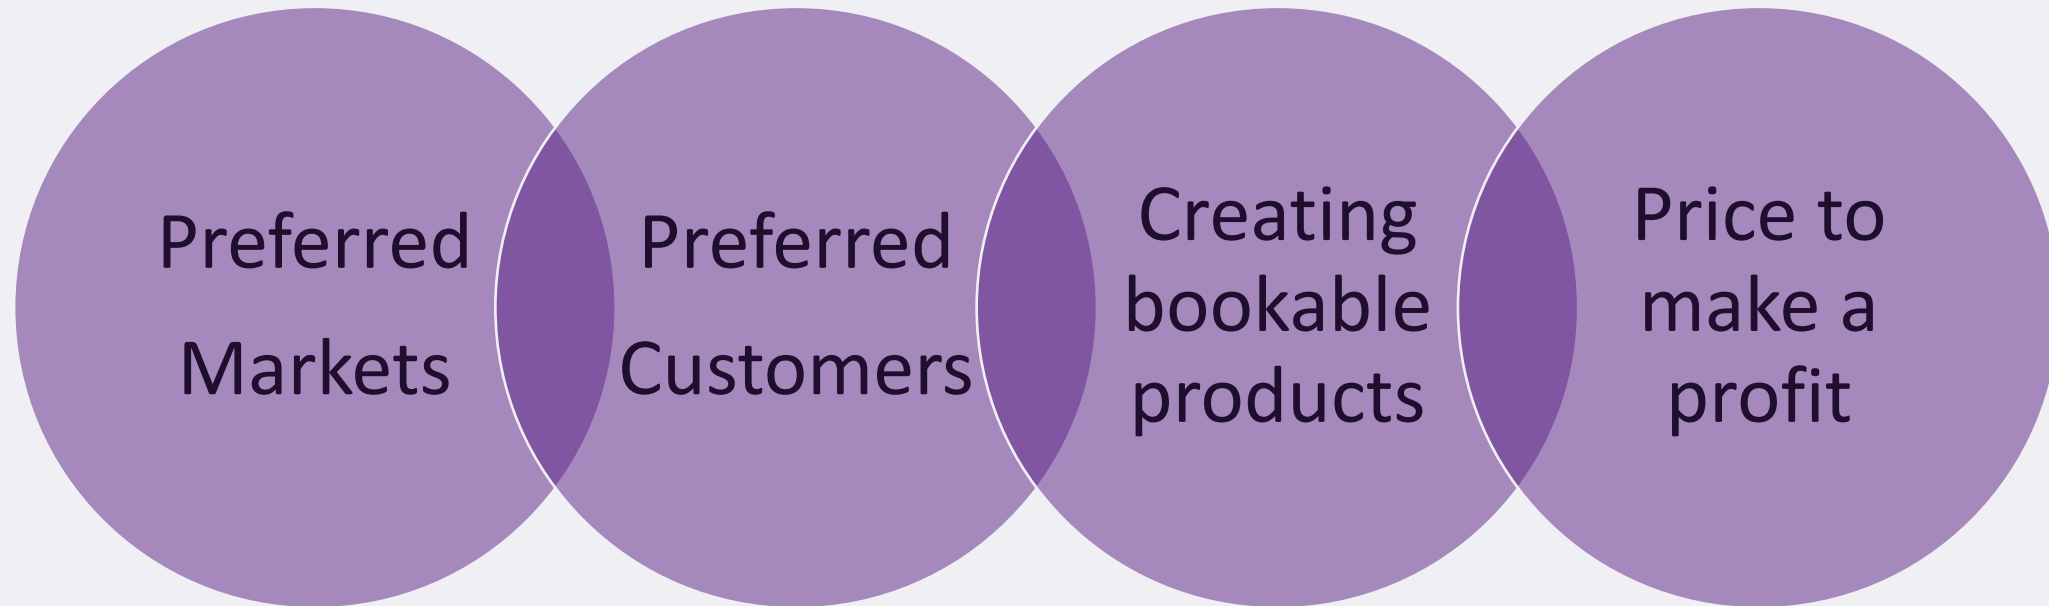 Preferred
Markets
Preferred
Customers
Creating
bookable
products
Price to
make a
profit